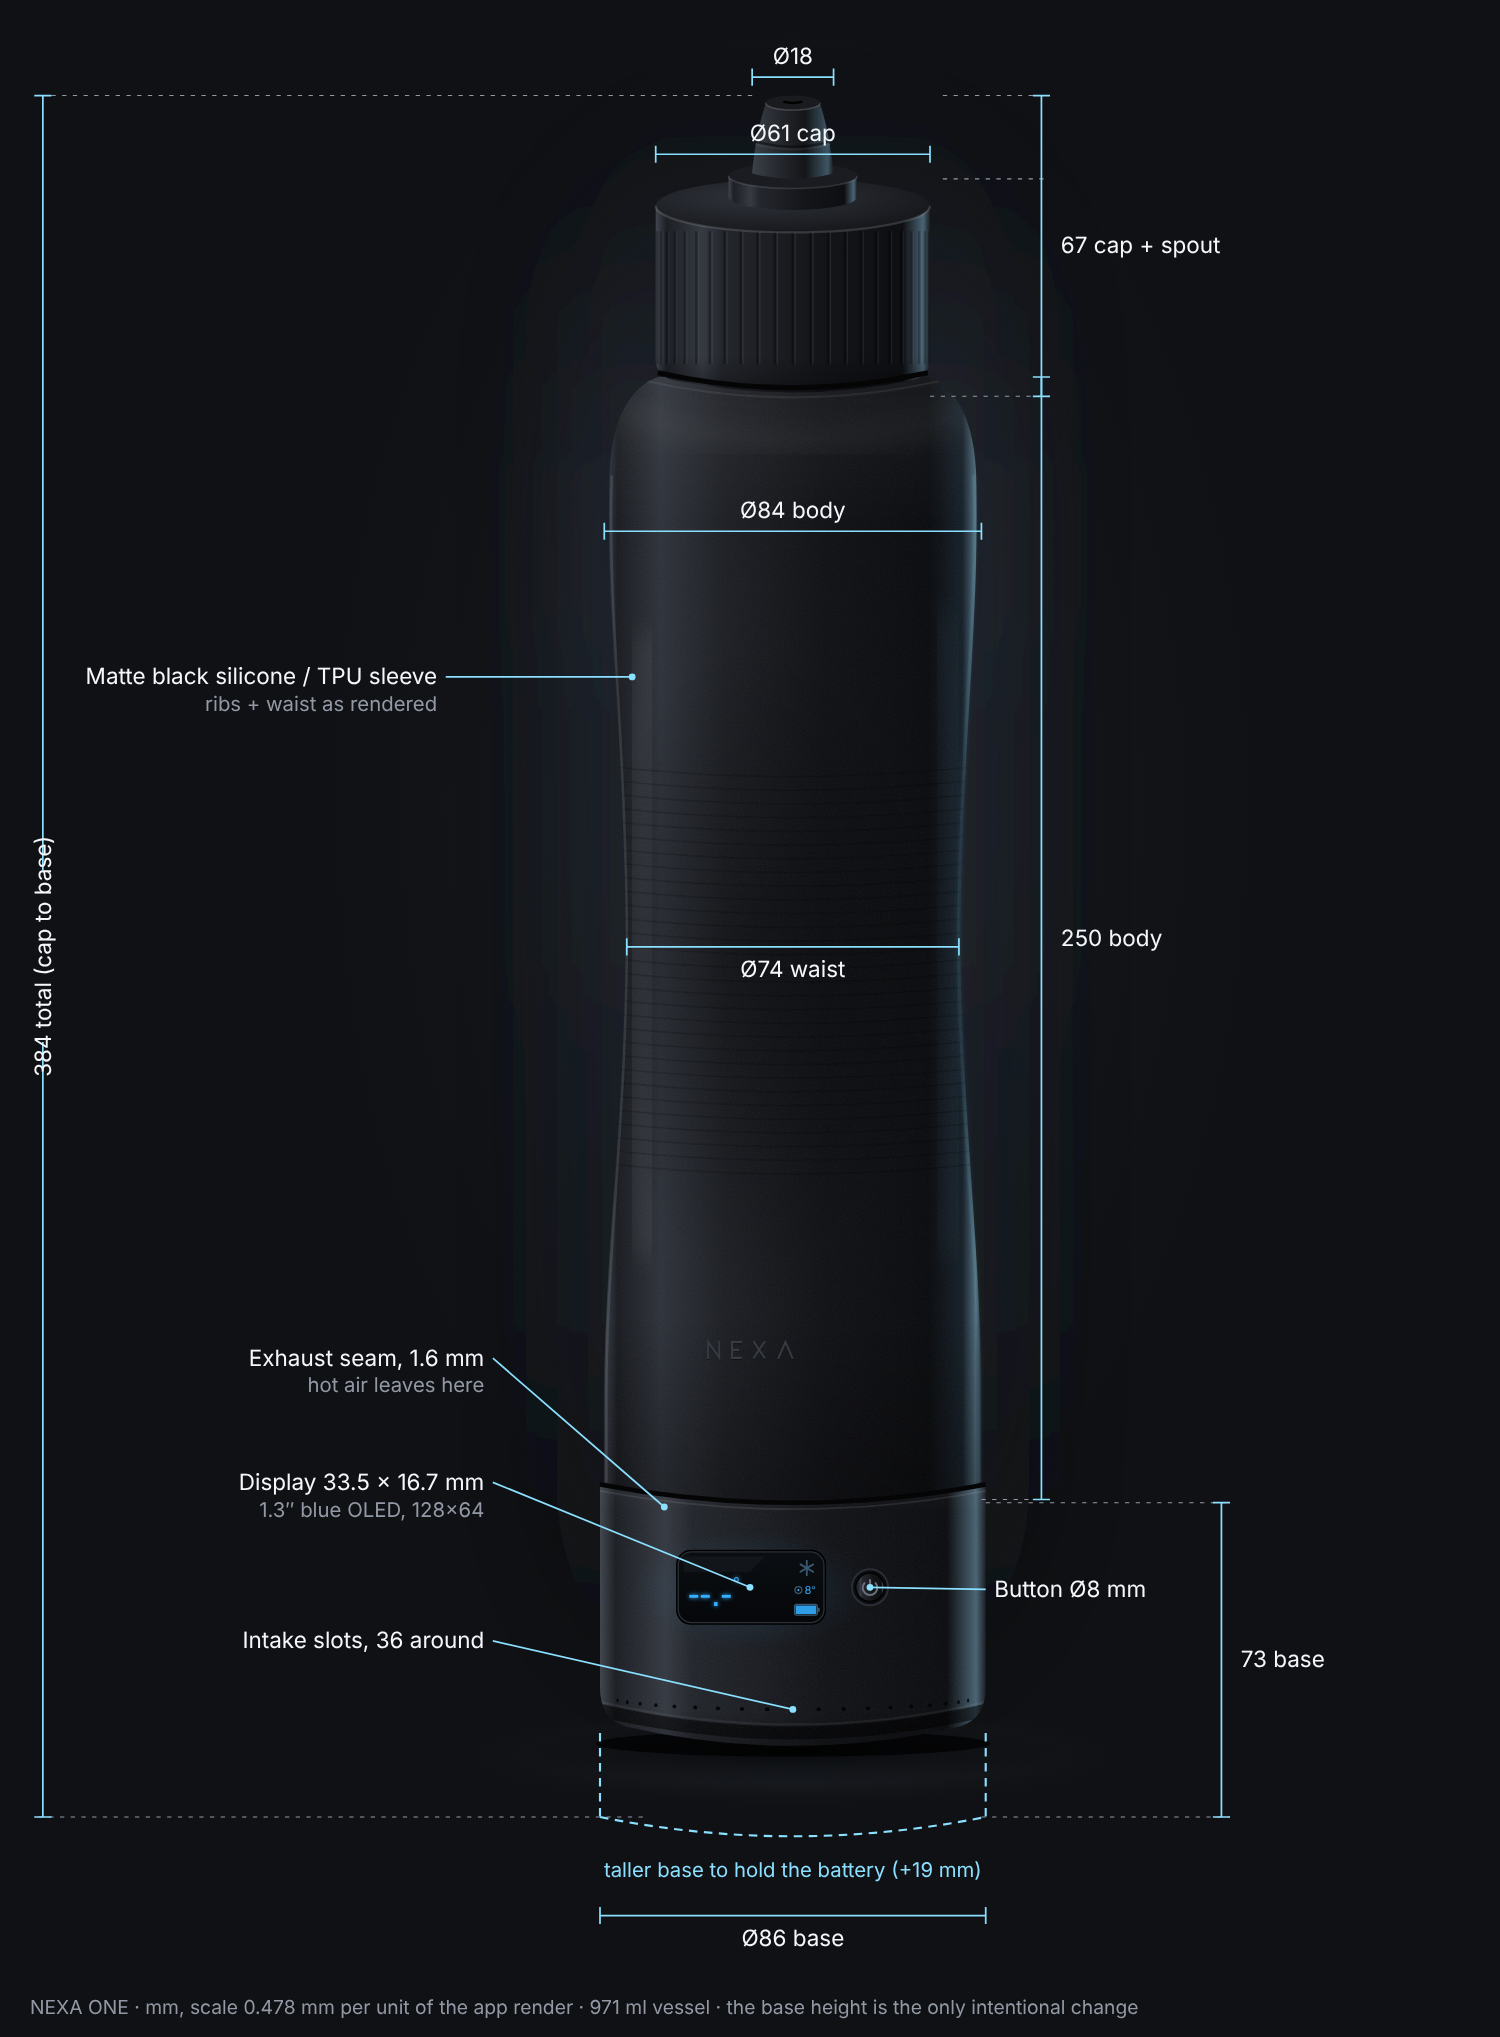 Ø18
Ø61 cap
67 cap + spout
Ø84 body
Matte black silicone / TPU sleeve
ribs + waist as rendered
384 total (cap to base)
250 body
Ø74 waist
NEXΛ
Exhaust seam, 1.6 mm
hot air leaves here
Display 33.5 × 16.7 mm
1.3″ blue OLED, 128×64
--.-°
8°
Button Ø8 mm
Intake slots, 36 around
73 base
taller base to hold the battery (+19 mm)
Ø86 base
NEXA ONE · mm, scale 0.478 mm per unit of the app render · 971 ml vessel · the base height is the only intentional change